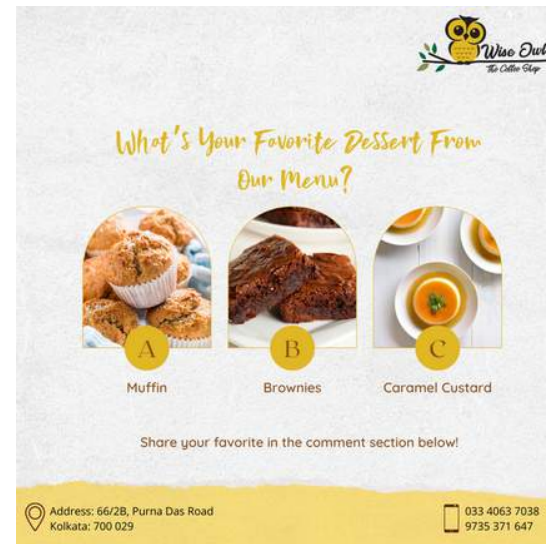 Wise Owl
The Coffee Shop
What's Your Favorite Dessert From
Our Menu?
A
B
C
Muffin
Brownies
Caramel Custard
Share your favorite in the comment section below!
Address: 66/2B, Purna Das Road
Kolkata: 700 029
033 4063 7038
9735 371 647